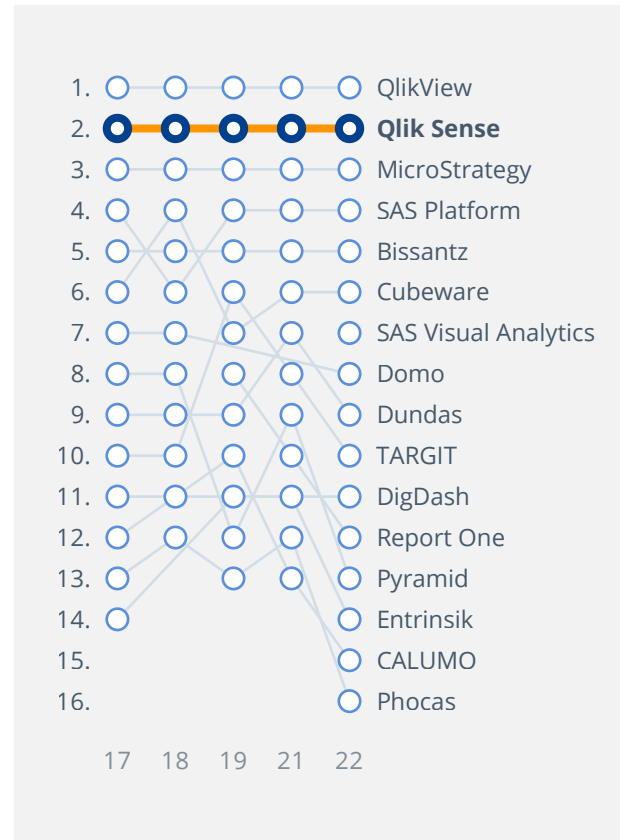 1. QlikView
2. Qlik Sense
3. MicroStrategy
4. SAS Platform
5. Bissantz
6. Cubeware
7. SAS Visual Analytics
8. Domo
9. Dundas
10. TARGIT
11. DigDash
12. Report One
13. Pyramid
14. Entrinsik
15. CALUMO
16. Phocas
17 18 19 21 22